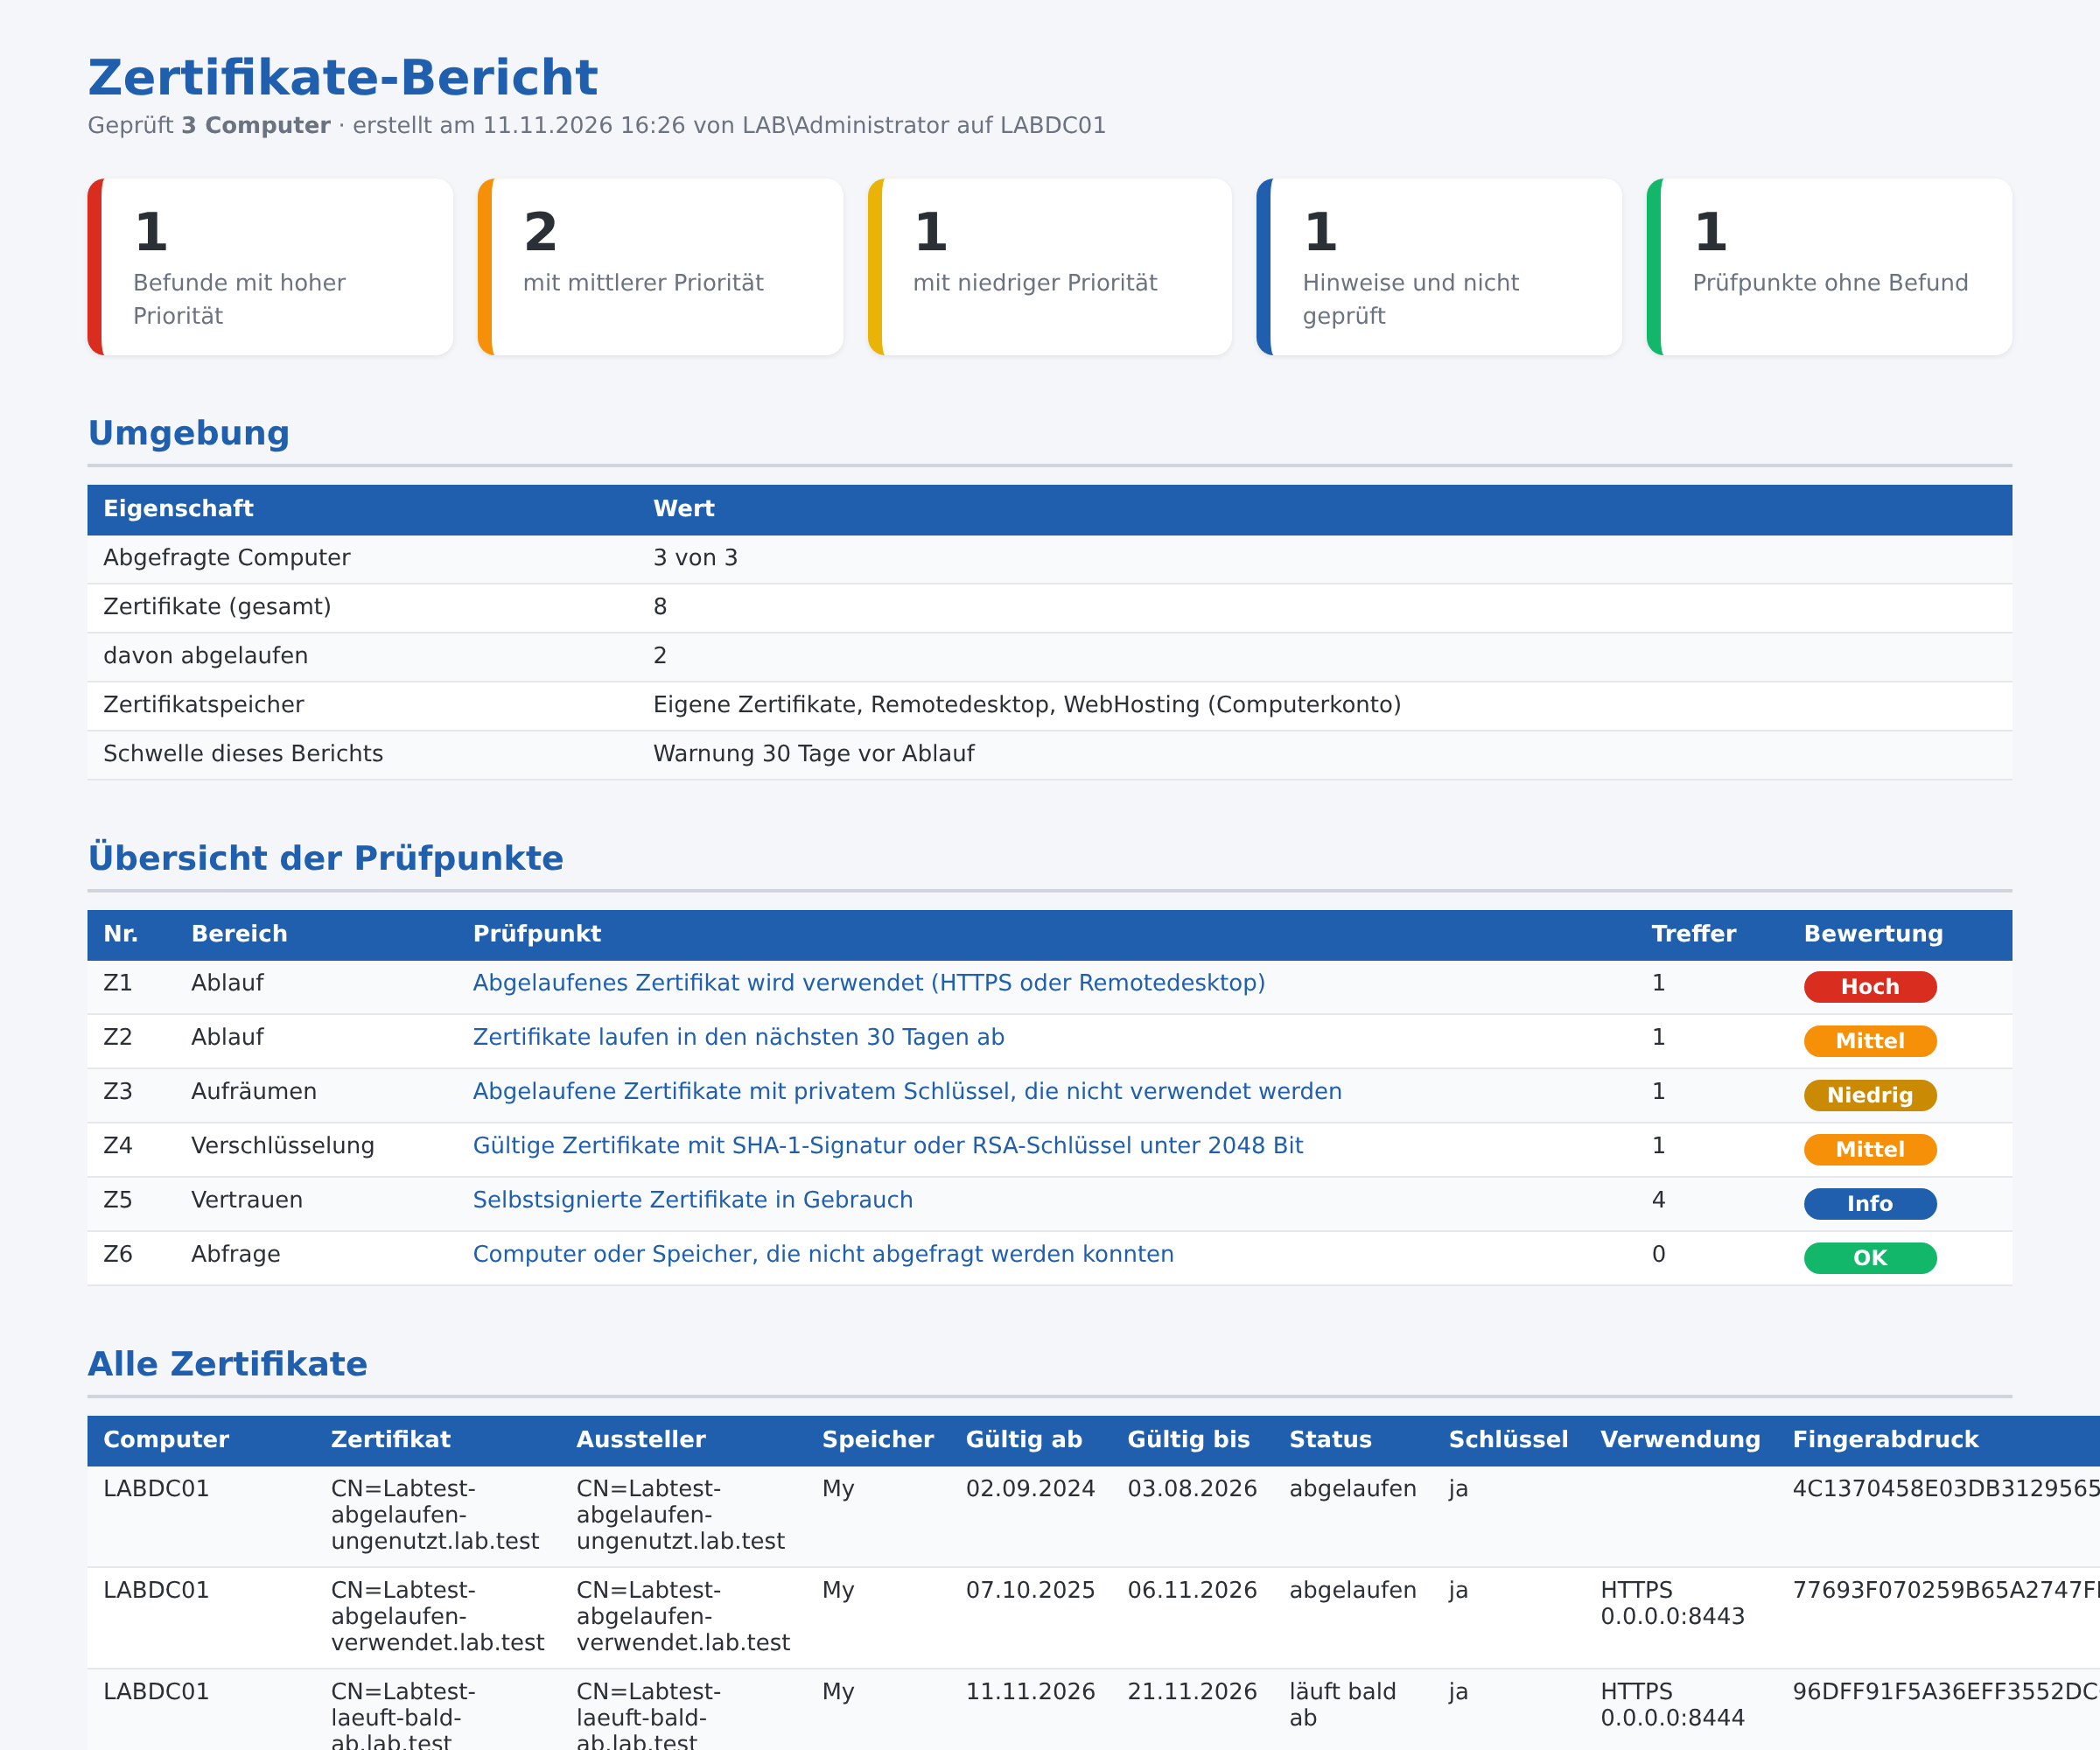 Zertifikate-Bericht
Geprüft 3 Computer · erstellt am 11.11.2026 16:26 von LAB\Administrator auf LABDC01
1
Befunde mit hoher
Priorität
2
mit mittlerer Priorität
1
mit niedriger Priorität
1
Hinweise und nicht
geprüft
1
Prüfpunkte ohne Befund
Umgebung
Eigenschaft Wert
Abgefragte Computer 3 von 3
Zertifikate (gesamt) 8
davon abgelaufen 2
Zertifikatspeicher Eigene Zertifikate, Remotedesktop, WebHosting (Computerkonto)
Schwelle dieses Berichts Warnung 30 Tage vor Ablauf
Übersicht der Prüfpunkte
Nr. Bereich Prüfpunkt Treffer Bewertung
Z1 Ablauf Abgelaufenes Zertifikat wird verwendet (HTTPS oder Remotedesktop) 1 Hoch
Z2 Ablauf Zertifikate laufen in den nächsten 30 Tagen ab 1 Mittel
Z3 Aufräumen Abgelaufene Zertifikate mit privatem Schlüssel, die nicht verwendet werden 1 Niedrig
Z4 Verschlüsselung Gültige Zertifikate mit SHA-1-Signatur oder RSA-Schlüssel unter 2048 Bit 1 Mittel
Z5 Vertrauen Selbstsignierte Zertifikate in Gebrauch 4 Info
Z6 Abfrage Computer oder Speicher, die nicht abgefragt werden konnten 0 OK
Alle Zertifikate
Computer Zertifikat Aussteller Speicher Gültig ab Gültig bis Status Schlüssel Verwendung Fingerabdruck
LABDC01 CN=Labtest- CN=Labtest- My 02.09.2024 03.08.2026 abgelaufen ja 4C1370458E03DB3129565
abgelaufen- abgelaufen-
ungenutzt.lab.test ungenutzt.lab.test
LABDC01 CN=Labtest- CN=Labtest- My 07.10.2025 06.11.2026 abgelaufen ja HTTPS 77693F070259B65A2747F
abgelaufen- abgelaufen- 0.0.0.0:8443
verwendet.lab.test verwendet.lab.test
LABDC01 CN=Labtest- CN=Labtest- My 11.11.2026 21.11.2026 läuft bald ja HTTPS 96DFF91F5A36EFF3552DC
laeuft-bald- laeuft-bald- ab 0.0.0.0:8444
ab.lab.test ab.lab.test